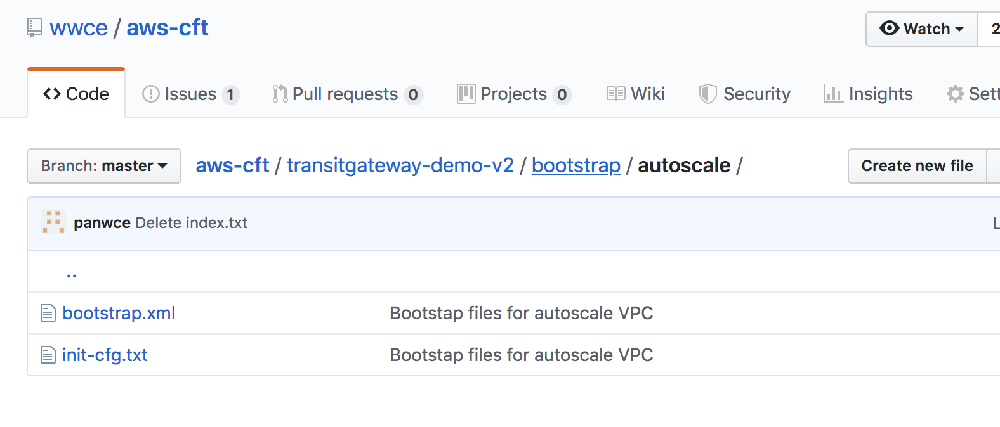 wwce / aws-cft
Watch
2
Code
Issues 1
Pull requests 0
Projects 0
Wiki
Security
Insights
Sett
Branch: master
aws-cft / transitgateway-demo-v2 / bootstrap / autoscale /
Create new file
panwce Delete index.txt
L
..
bootstrap.xml
Bootstap files for autoscale VPC
init-cfg.txt
Bootstap files for autoscale VPC